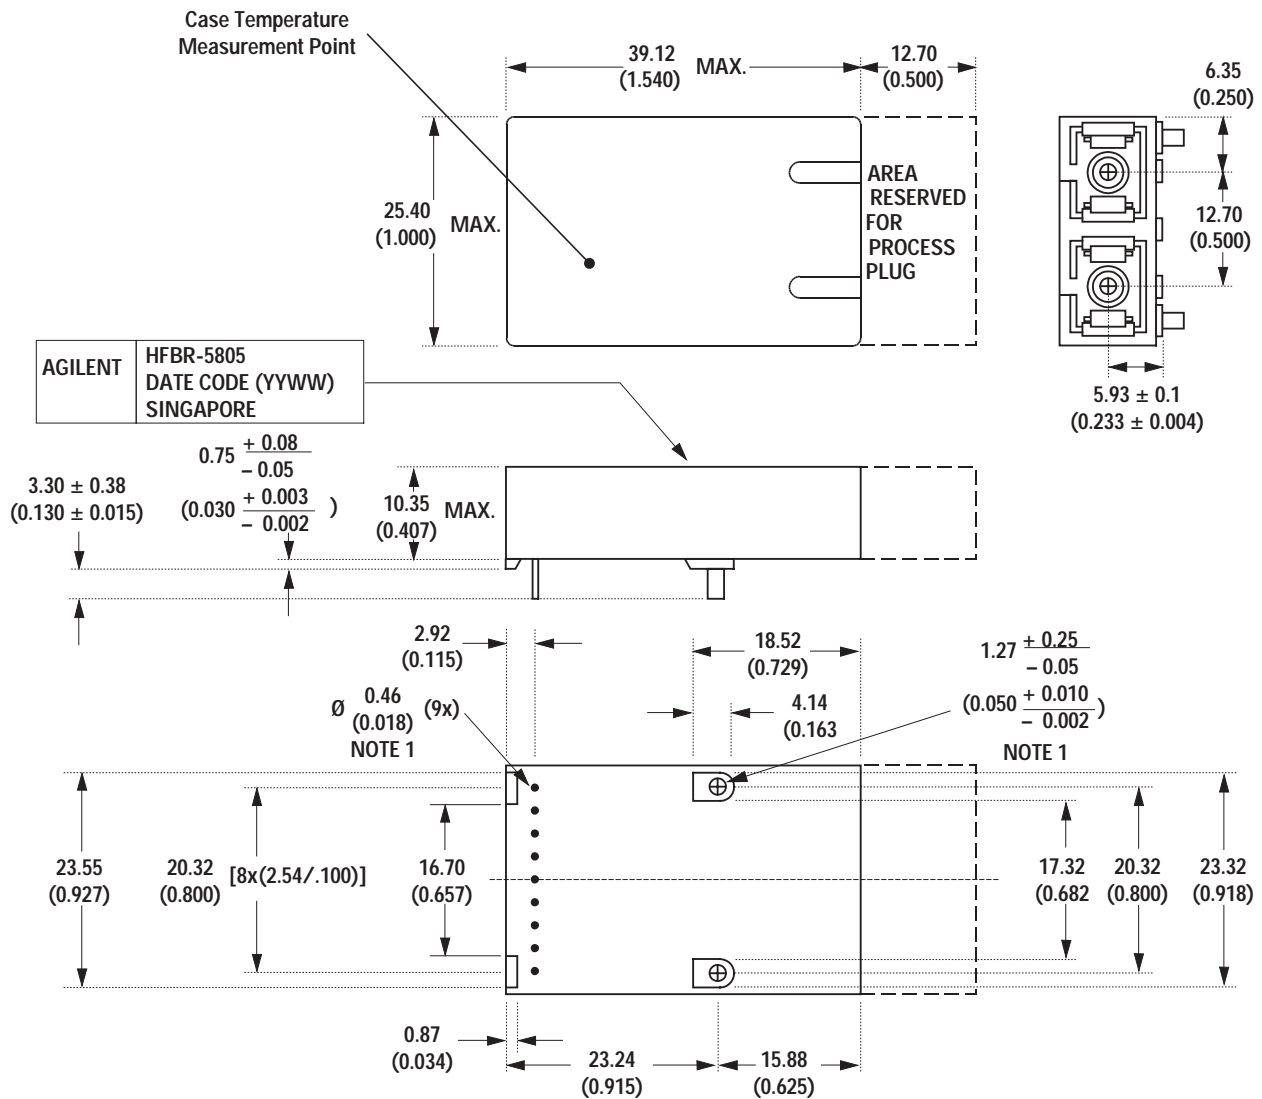 Case Temperature
Measurement Point
39.12
(1.540)
MAX.
12.70
(0.500)
6.35
(0.250)
25.40
(1.000)
MAX.
AREA
RESERVED
FOR
PROCESS
PLUG
12.70
(0.500)
5.93 ± 0.1
(0.233 ± 0.004)
AGILENT
HFBR-5805
DATE CODE (YYWW)
SINGAPORE
3.30 ± 0.38
(0.130 ± 0.015)
0.75 + 0.08
– 0.05
(0.030 + 0.003
– 0.002 )
10.35
(0.407)
MAX.
2.92
(0.115)
18.52
(0.729)
4.14
(0.163
1.27 + 0.25
– 0.05
(0.050 + 0.010
– 0.002 )
NOTE 1
Ø 0.46
(0.018) (9x)
NOTE 1
23.55
(0.927)
20.32
(0.800)
[8x(2.54/.100)]
16.70
(0.657)
17.32
(0.682
20.32
(0.800)
23.32
(0.918)
0.87
(0.034)
23.24
(0.915)
15.88
(0.625)